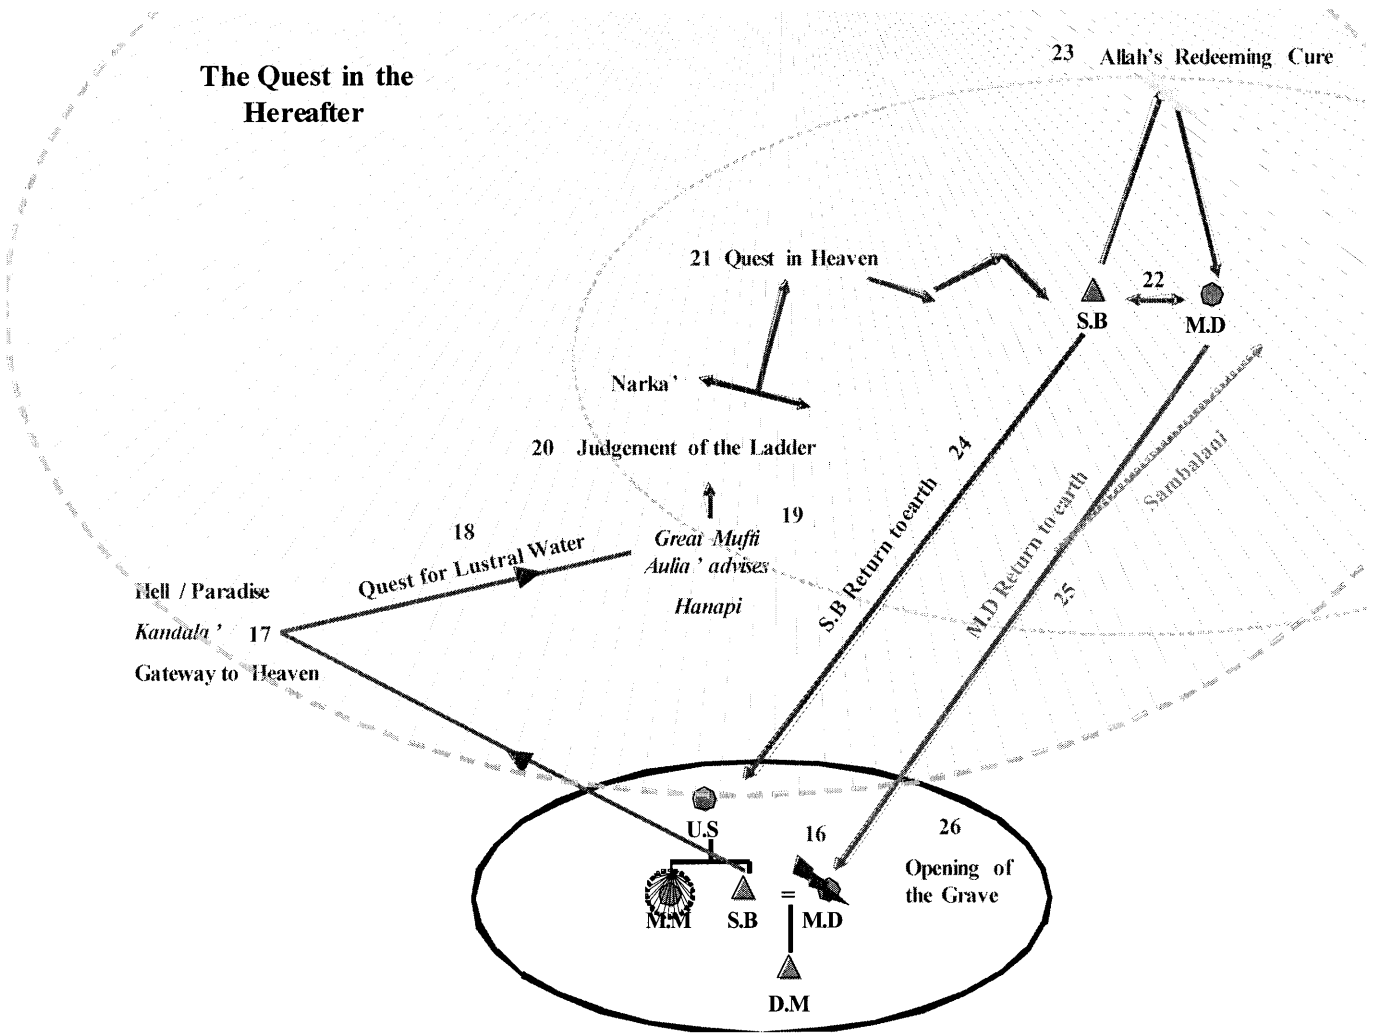 The Quest in the
Hereafter
23 Allah's Redeeming Cure
21 Quest in Heaven
22
S.B
M.D
Narka'
20 Judgement of the Ladder
24
S.B Return to earth
M.D Return to earth
25
Sambalani
18
Quest for Lustral Water
19
Great Mufti
Aulia' advises
Hanapi
Hell / Paradise
Kandala' 17
Gateway to Heaven
U.S
16
26
Opening of
the Grave
M.M
S.B
=
M.D
D.M